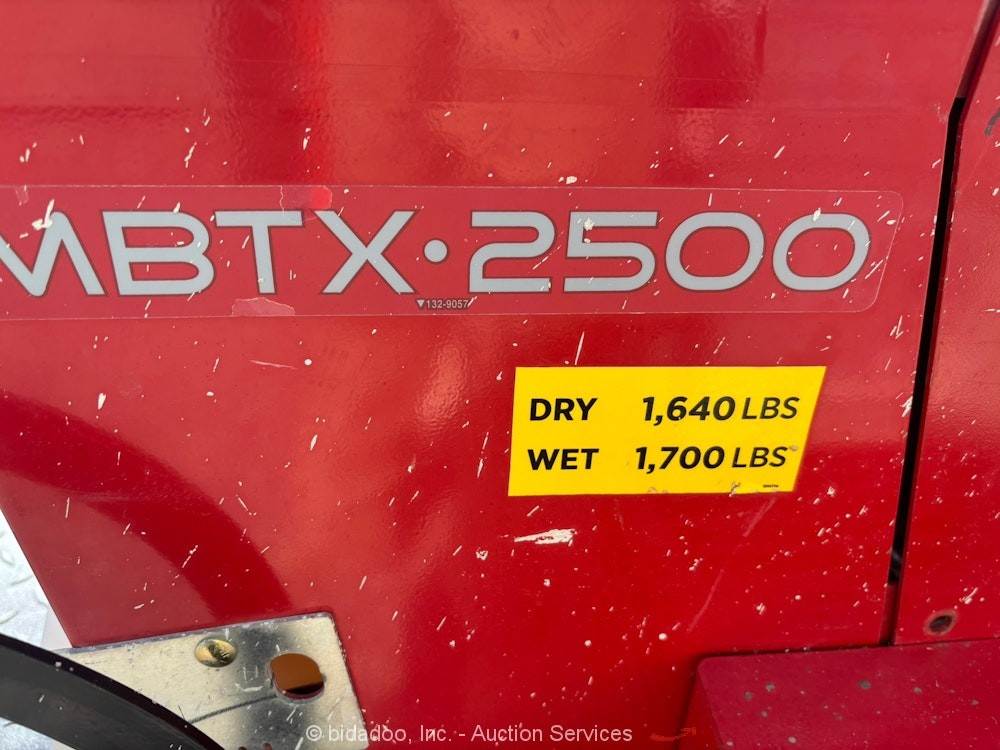 MBTX·2500
▼132-9057
DRY 1,640 LBS
WET 1,700 LBS
© bidadoo, Inc. - Auction Services